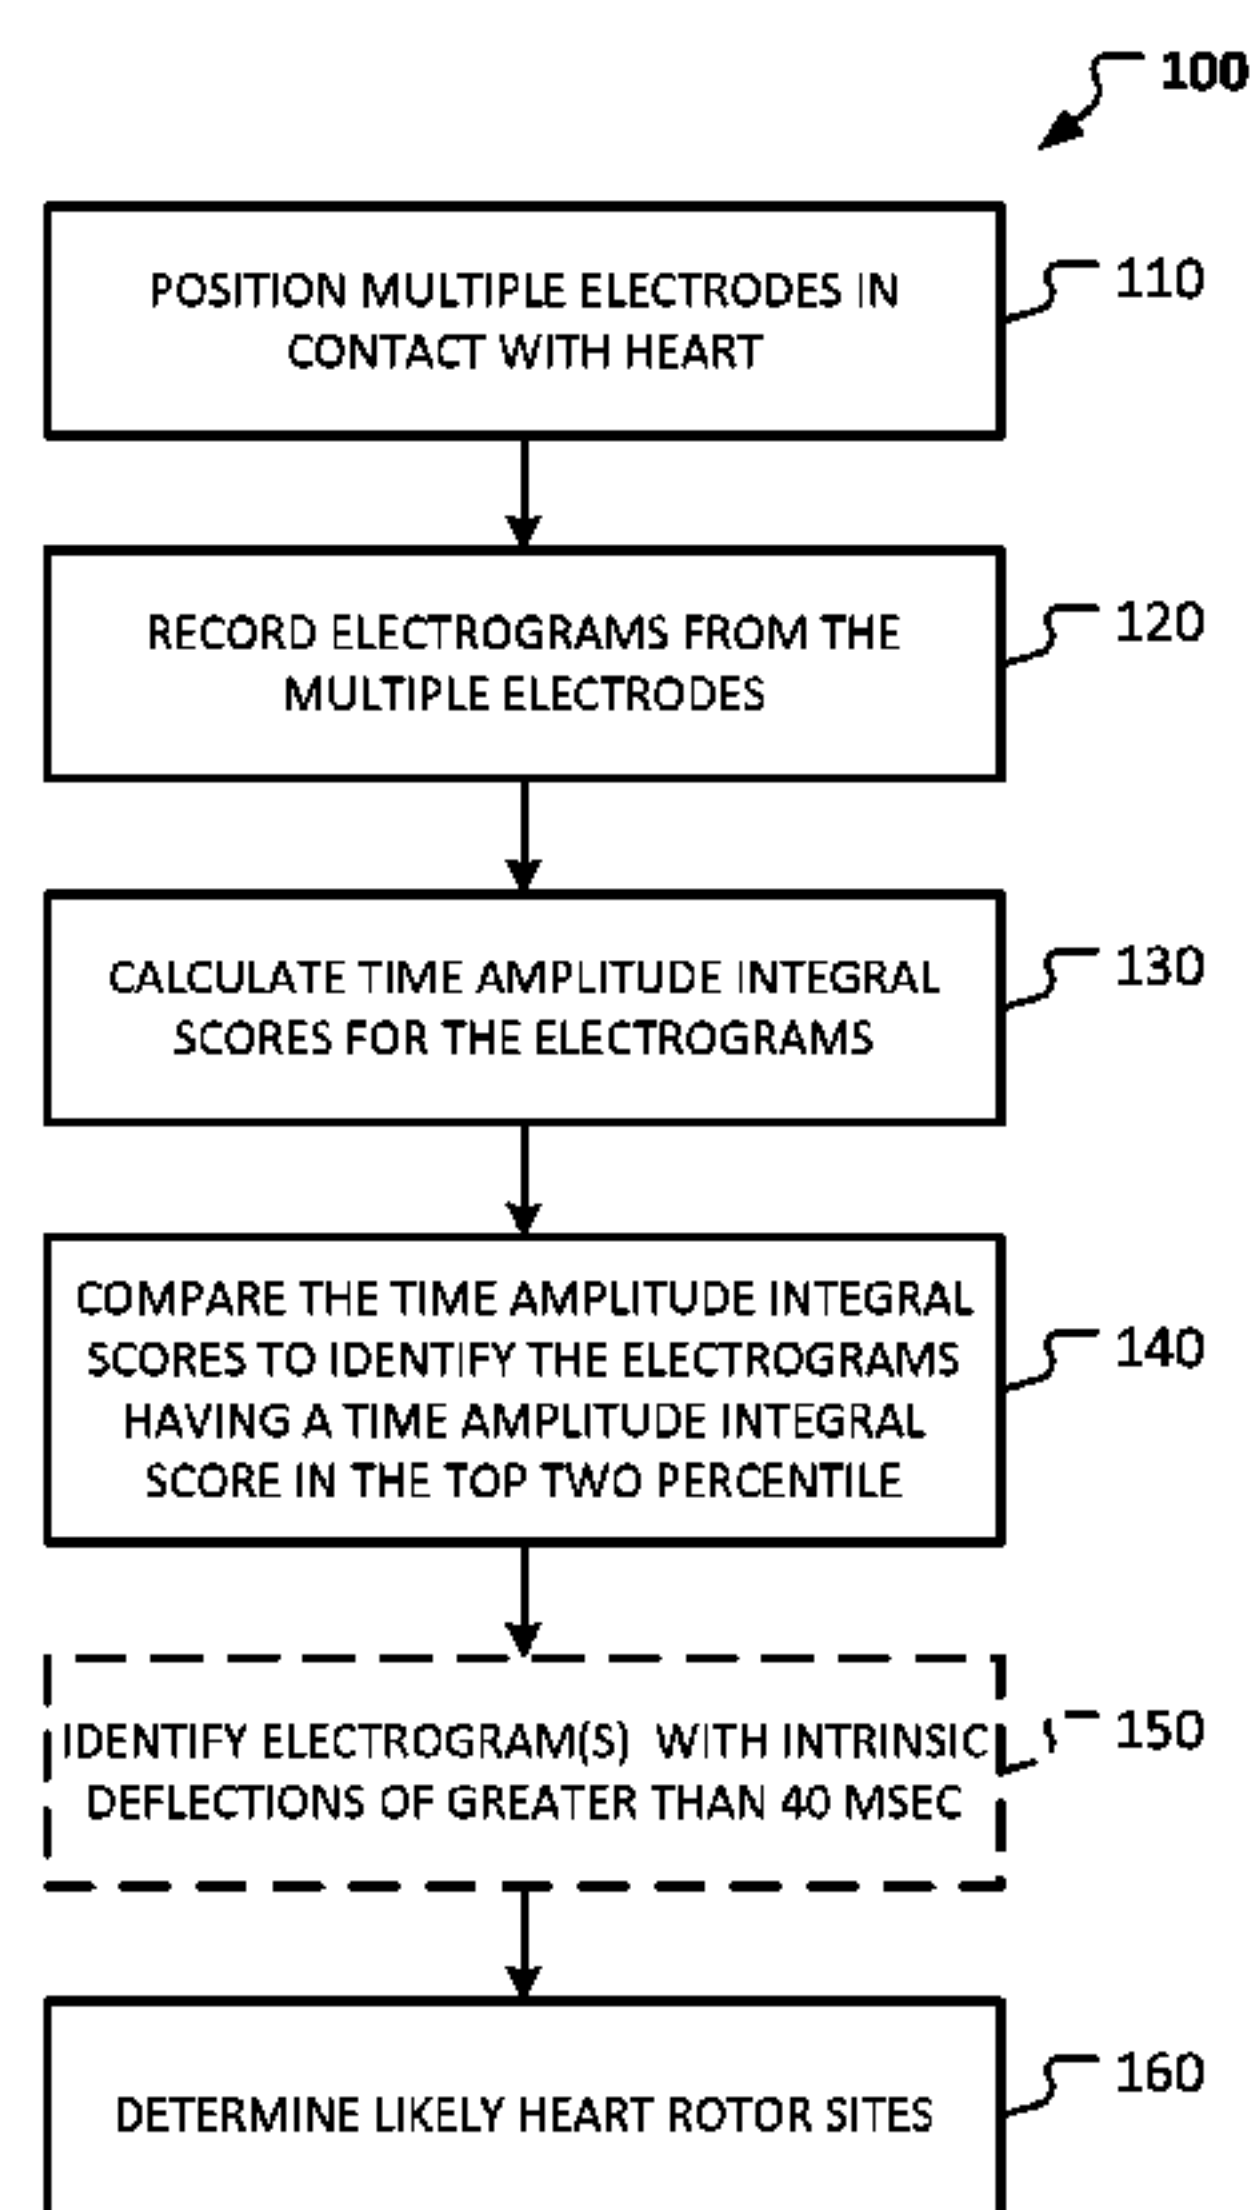 100
POSITION MULTIPLE ELECTRODES IN
CONTACT WITH HEART
110
RECORD ELECTROGRAMS FROM THE
MULTIPLE ELECTRODES
120
CALCULATE TIME AMPLITUDE INTEGRAL
SCORES FOR THE ELECTROGRAMS
130
COMPARE THE TIME AMPLITUDE INTEGRAL
SCORES TO IDENTIFY THE ELECTROGRAMS
HAVING A TIME AMPLITUDE INTEGRAL
SCORE IN THE TOP TWO PERCENTILE
140
IDENTIFY ELECTROGRAM(S) WITH INTRINSIC
DEFLECTIONS OF GREATER THAN 40 MSEC
150
DETERMINE LIKELY HEART ROTOR SITES
160